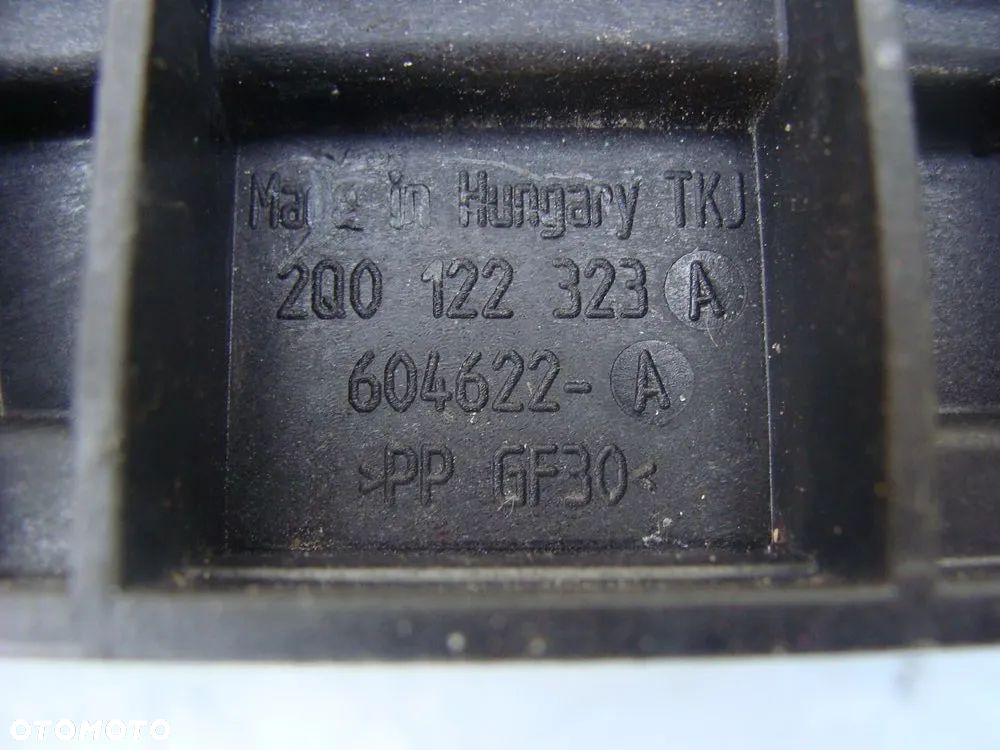 Made in Hungary TKJ
2Q0 122 323 A
604622- A
>PP GF30<
OTOMOTO